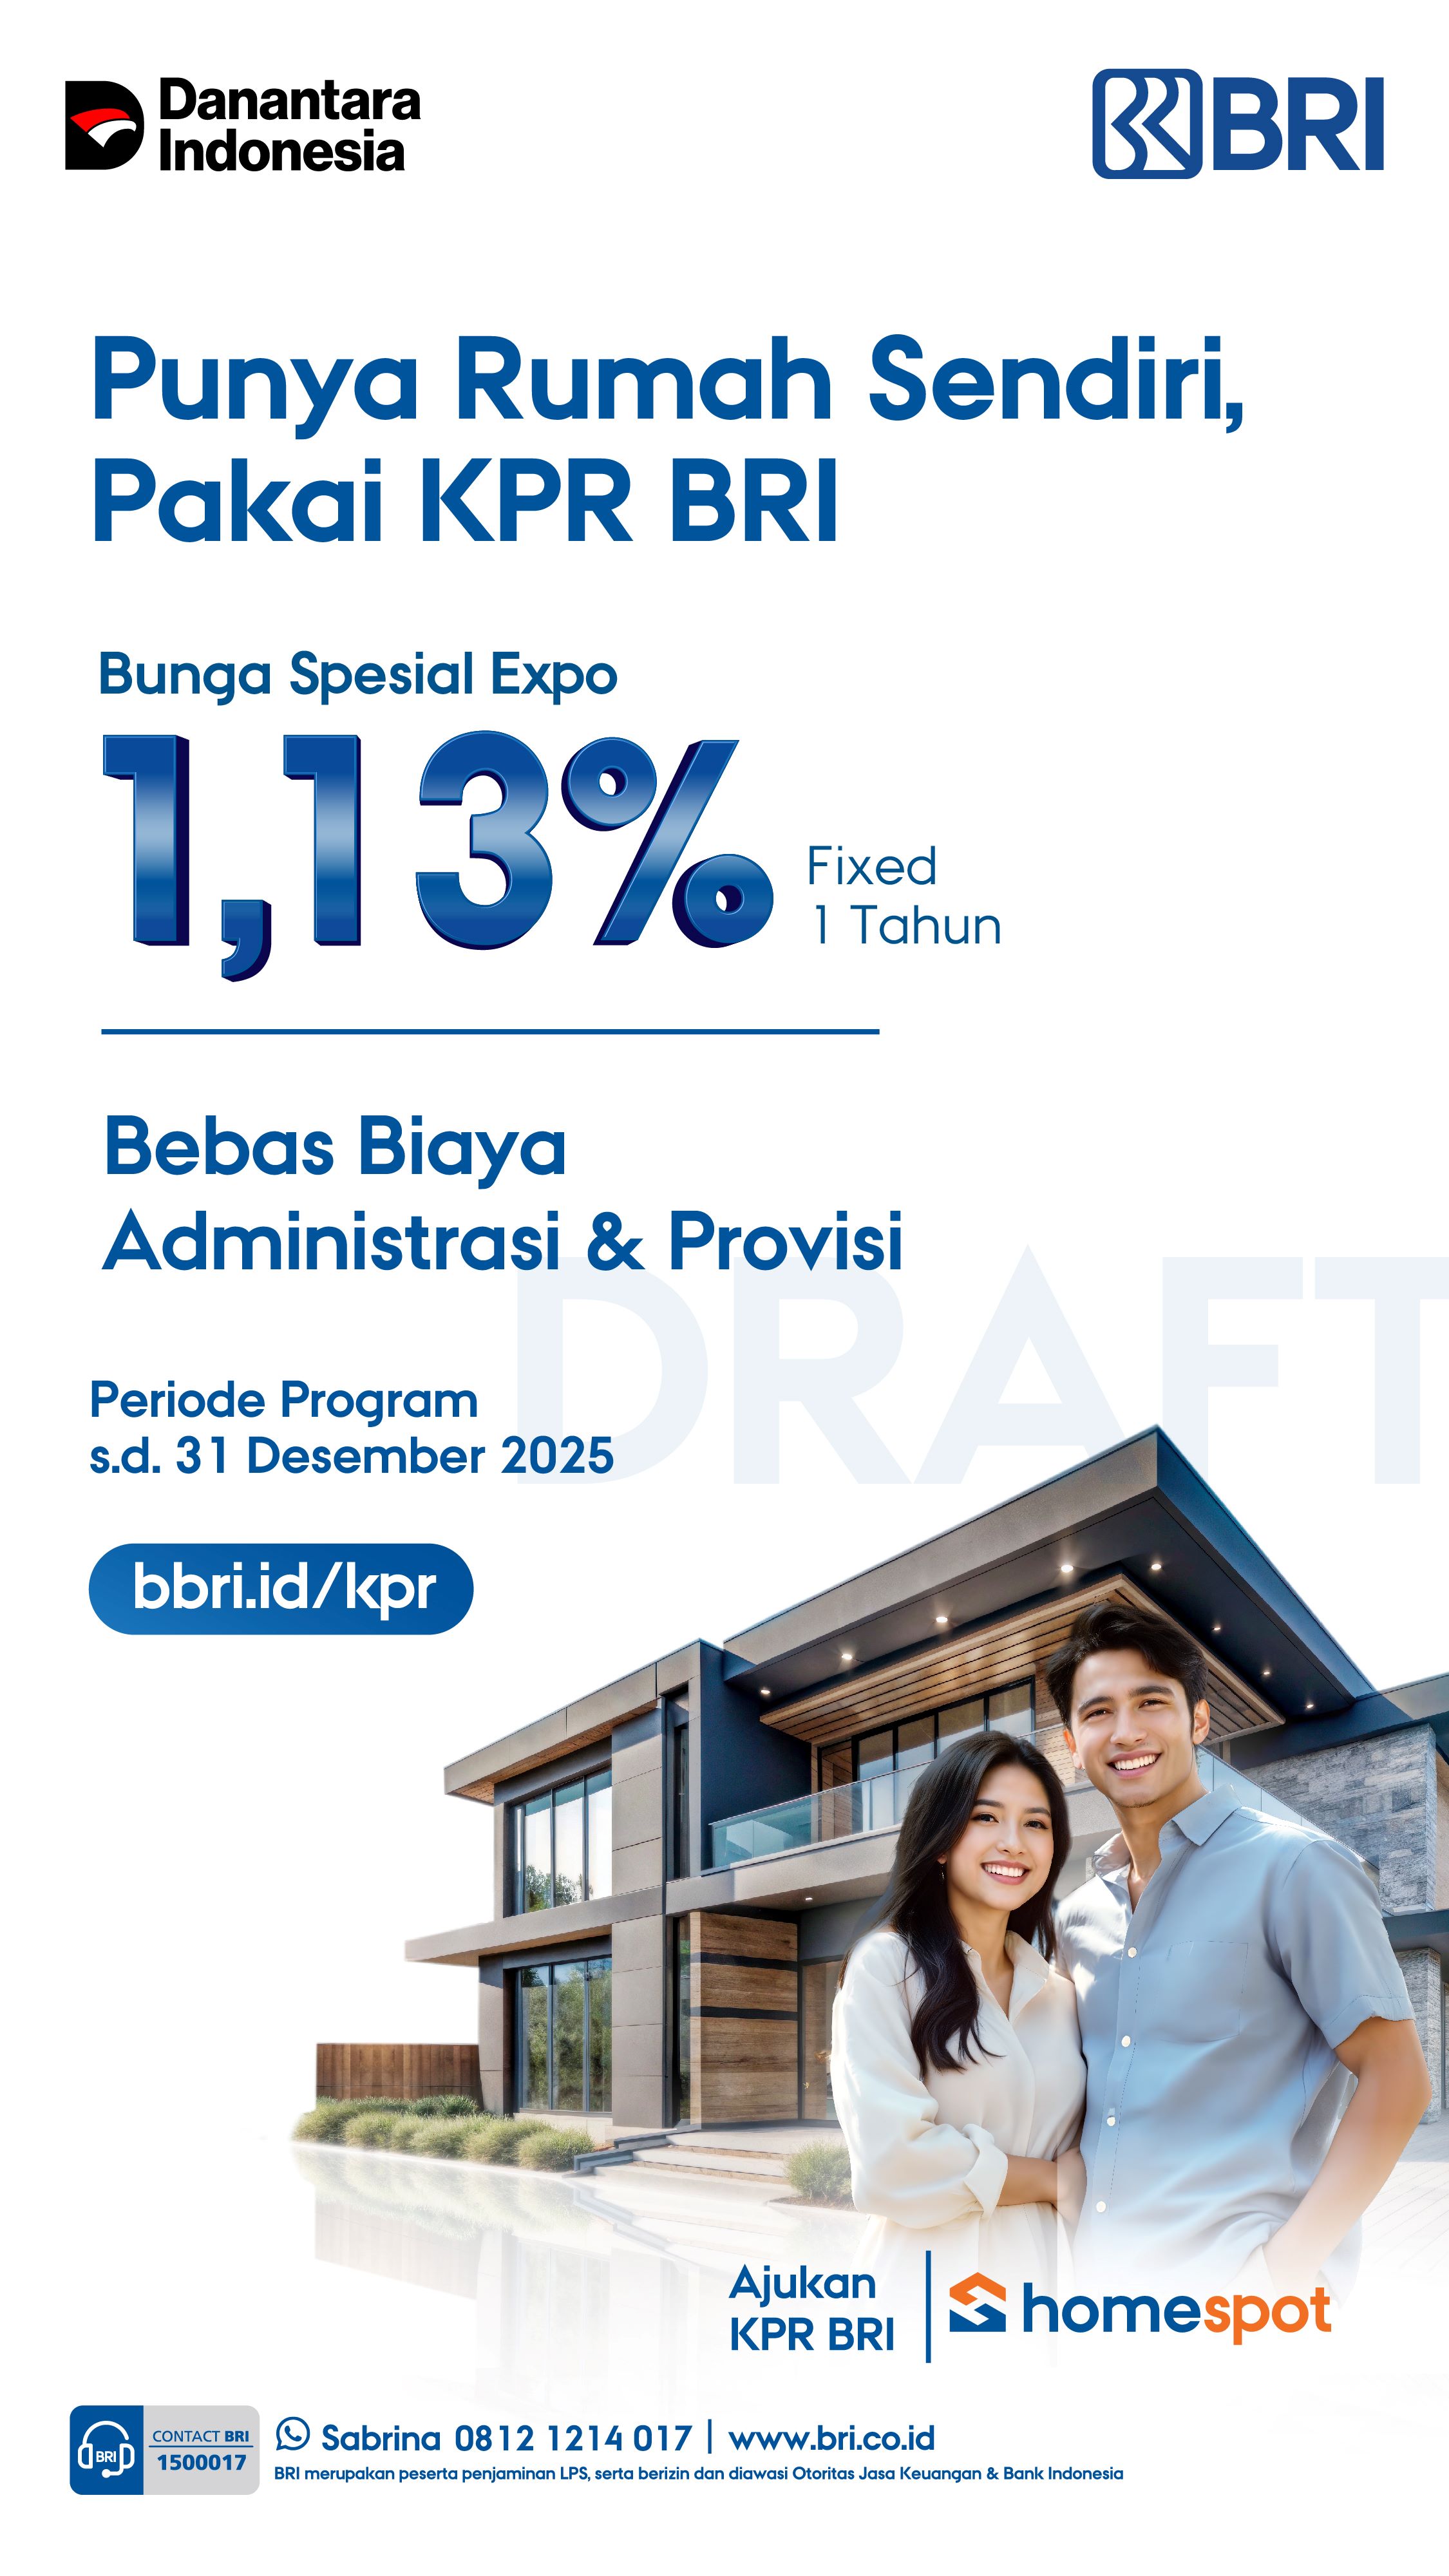 Danantara
Indonesia
BRI
Punya Rumah Sendiri,
Pakai KPR BRI
Bunga Spesial Expo
1,13%
Fixed
1 Tahun
Bebas Biaya
Administrasi & Provisi
DRAFT
Periode Program
s.d. 31 Desember 2025
bbri.id/kpr
Ajukan
KPR BRI
homespot
BRI
CONTACT BRI
1500017
Sabrina 0812 1214 017 | www.bri.co.id
BRI merupakan peserta penjaminan LPS, serta berizin dan diawasi Otoritas Jasa Keuangan & Bank Indonesia